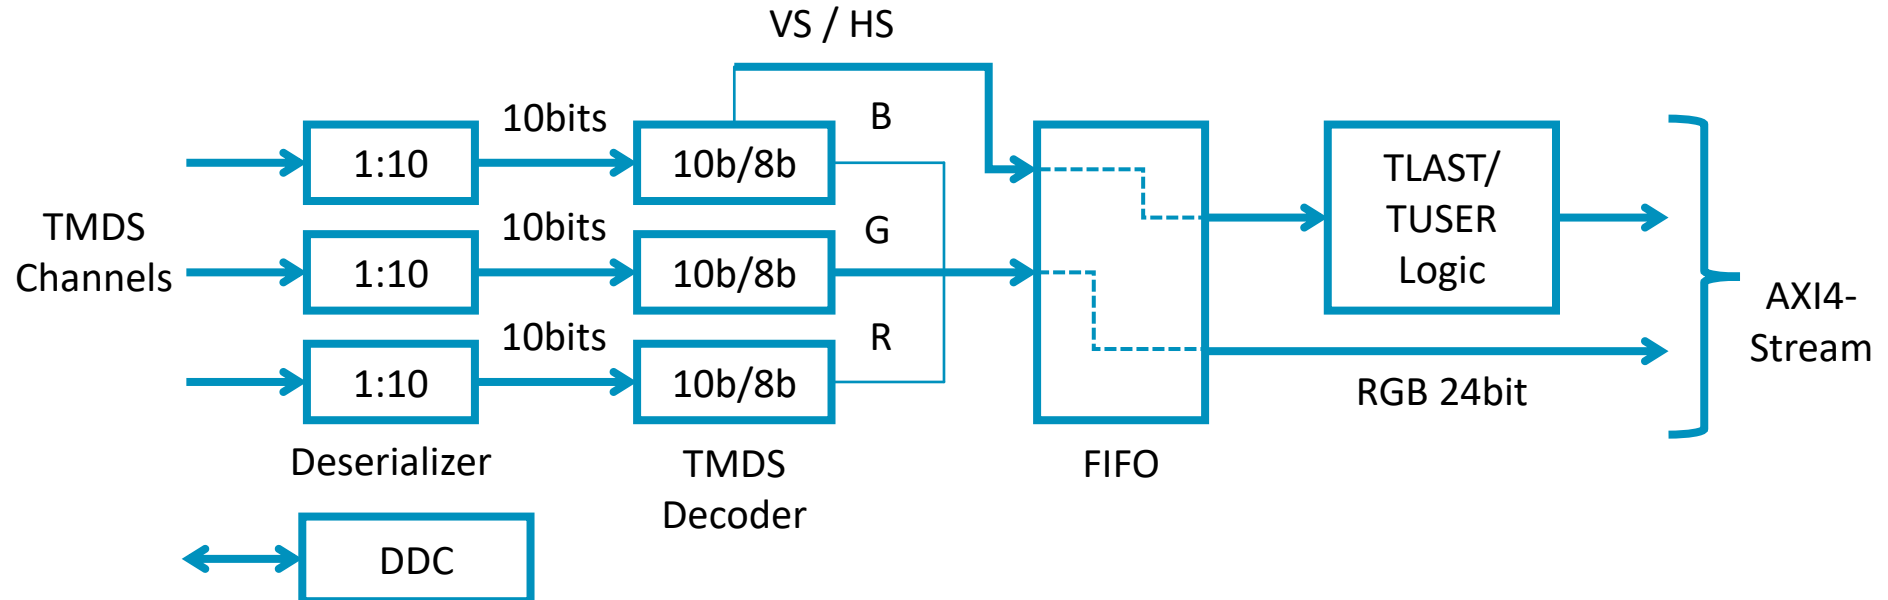 VS / HS
10bits
B
1:10
10b/8b
TMDS
Channels
10bits
G
1:10
10b/8b
10bits
R
1:10
10b/8b
Deserializer
TMDS
Decoder
FIFO
TLAST/
TUSER
Logic
RGB 24bit
AXI4-
Stream
DDC